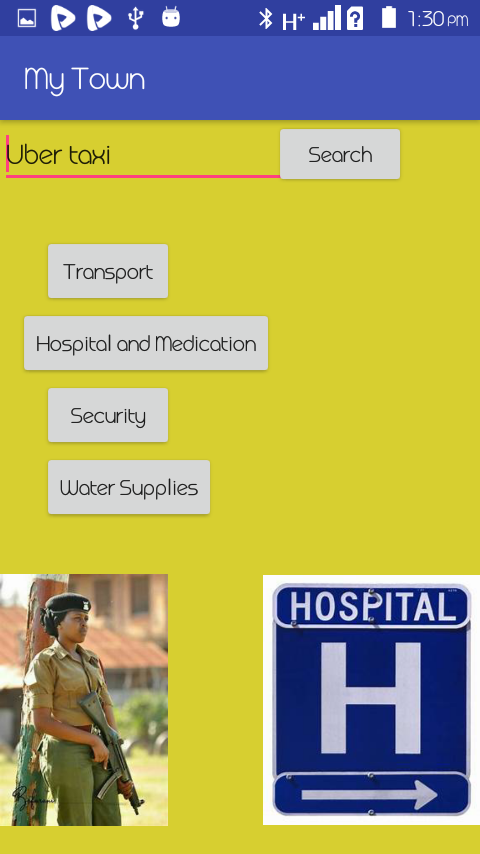 H+ 1:30 PM
My Town
Uber taxi
Search
Transport
Hospital and Medication
Security
Water Supplies
HOSPITAL
H